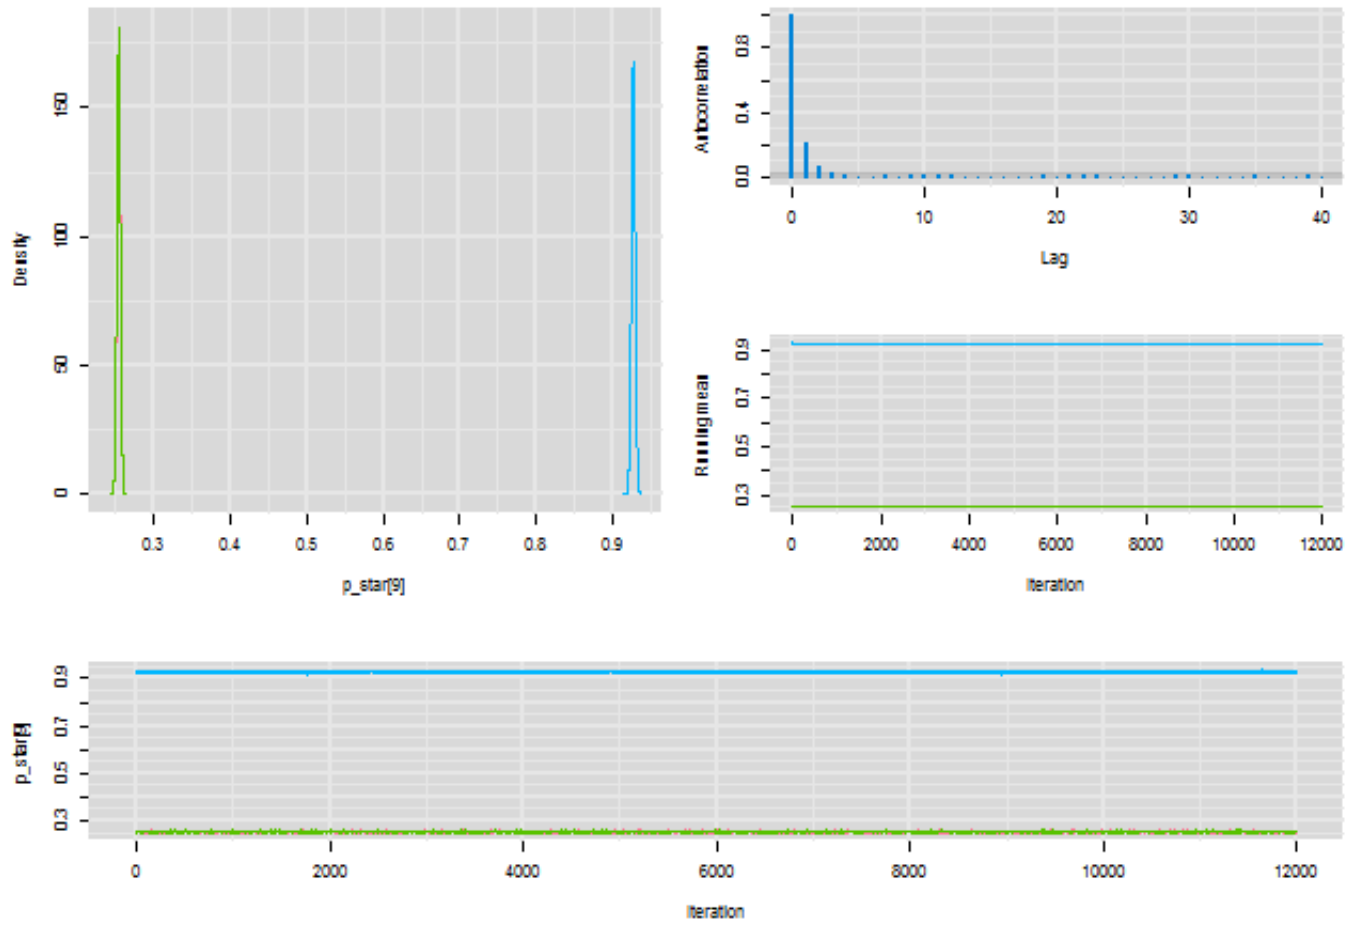 Density
150
100
50
0
0.3 0.4 0.5 0.6 0.7 0.8 0.9
p_star[9]
Autocorrelation
0.8
0.4
0.0
0 10 20 30 40
Lag
Running mean
0.9
0.7
0.5
0.3
0 2000 4000 6000 8000 10000 12000
Iteration
p_star[9]
0.9
0.7
0.5
0.3
0 2000 4000 6000 8000 10000 12000
Iteration